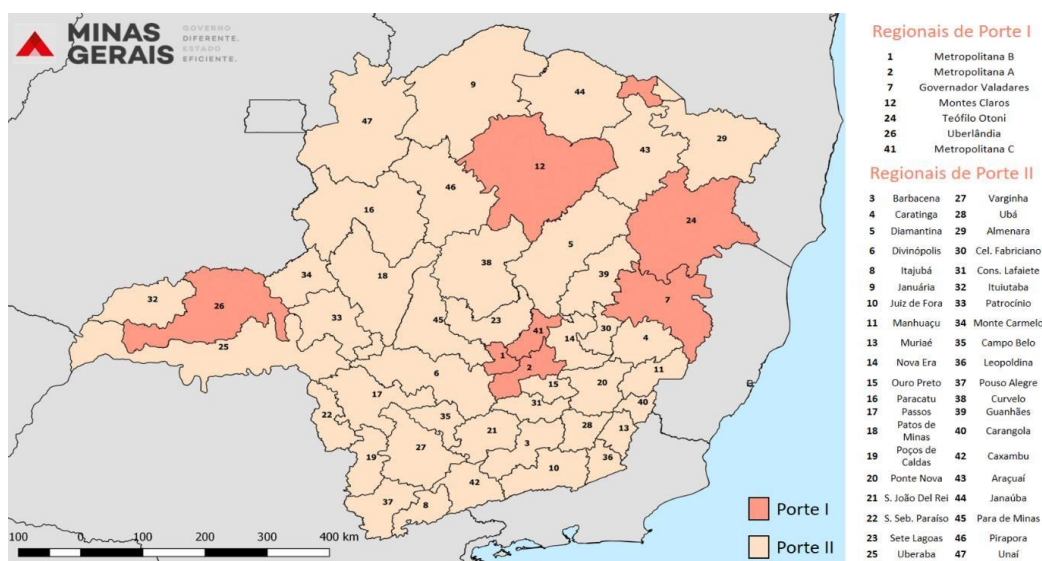 MINAS
GERAIS
GOVERNO
DIFERENTE.
ESTADO
EFICIENTE.
9
44
47
29
43
12
46
16
24
5
38
18
34
39
32
26
7
33
23
45
41
30
14
4
25
1
2
11
6
15
20
17
31
40
22
35
21
28
13
3
27
19
36
10
42
37
8
Porte I
Porte II
100 0 100 200 300 400 km
Regionais de Porte I
1 Metropolitana B
2 Metropolitana A
7 Governador Valadares
12 Montes Claros
24 Teófilo Otoni
26 Uberlândia
41 Metropolitana C
Regionais de Porte II
3 Barbacena 27 Varginha
4 Caratinga 28 Ubá
5 Diamantina 29 Almenara
6 Divinópolis 30 Cel. Fabriciano
8 Itajubá 31 Cons. Lafaiete
9 Januária 32 Ituiutaba
10 Juiz de Fora 33 Patrocínio
11 Manhuaçu 34 Monte Carmelo
13 Muriaé 35 Campo Belo
14 Nova Era 36 Leopoldina
15 Ouro Preto 37 Pouso Alegre
16 Paracatu 38 Curvelo
17 Passos 39 Guanhães
18 Patos de Minas 40 Carangola
19 Poços de Caldas 42 Caxambu
20 Ponte Nova 43 Araçuaí
21 S. João Del Rei 44 Janaúba
22 S. Seb. Paraíso 45 Para de Minas
23 Sete Lagoas 46 Pirapora
25 Uberaba 47 Unaí